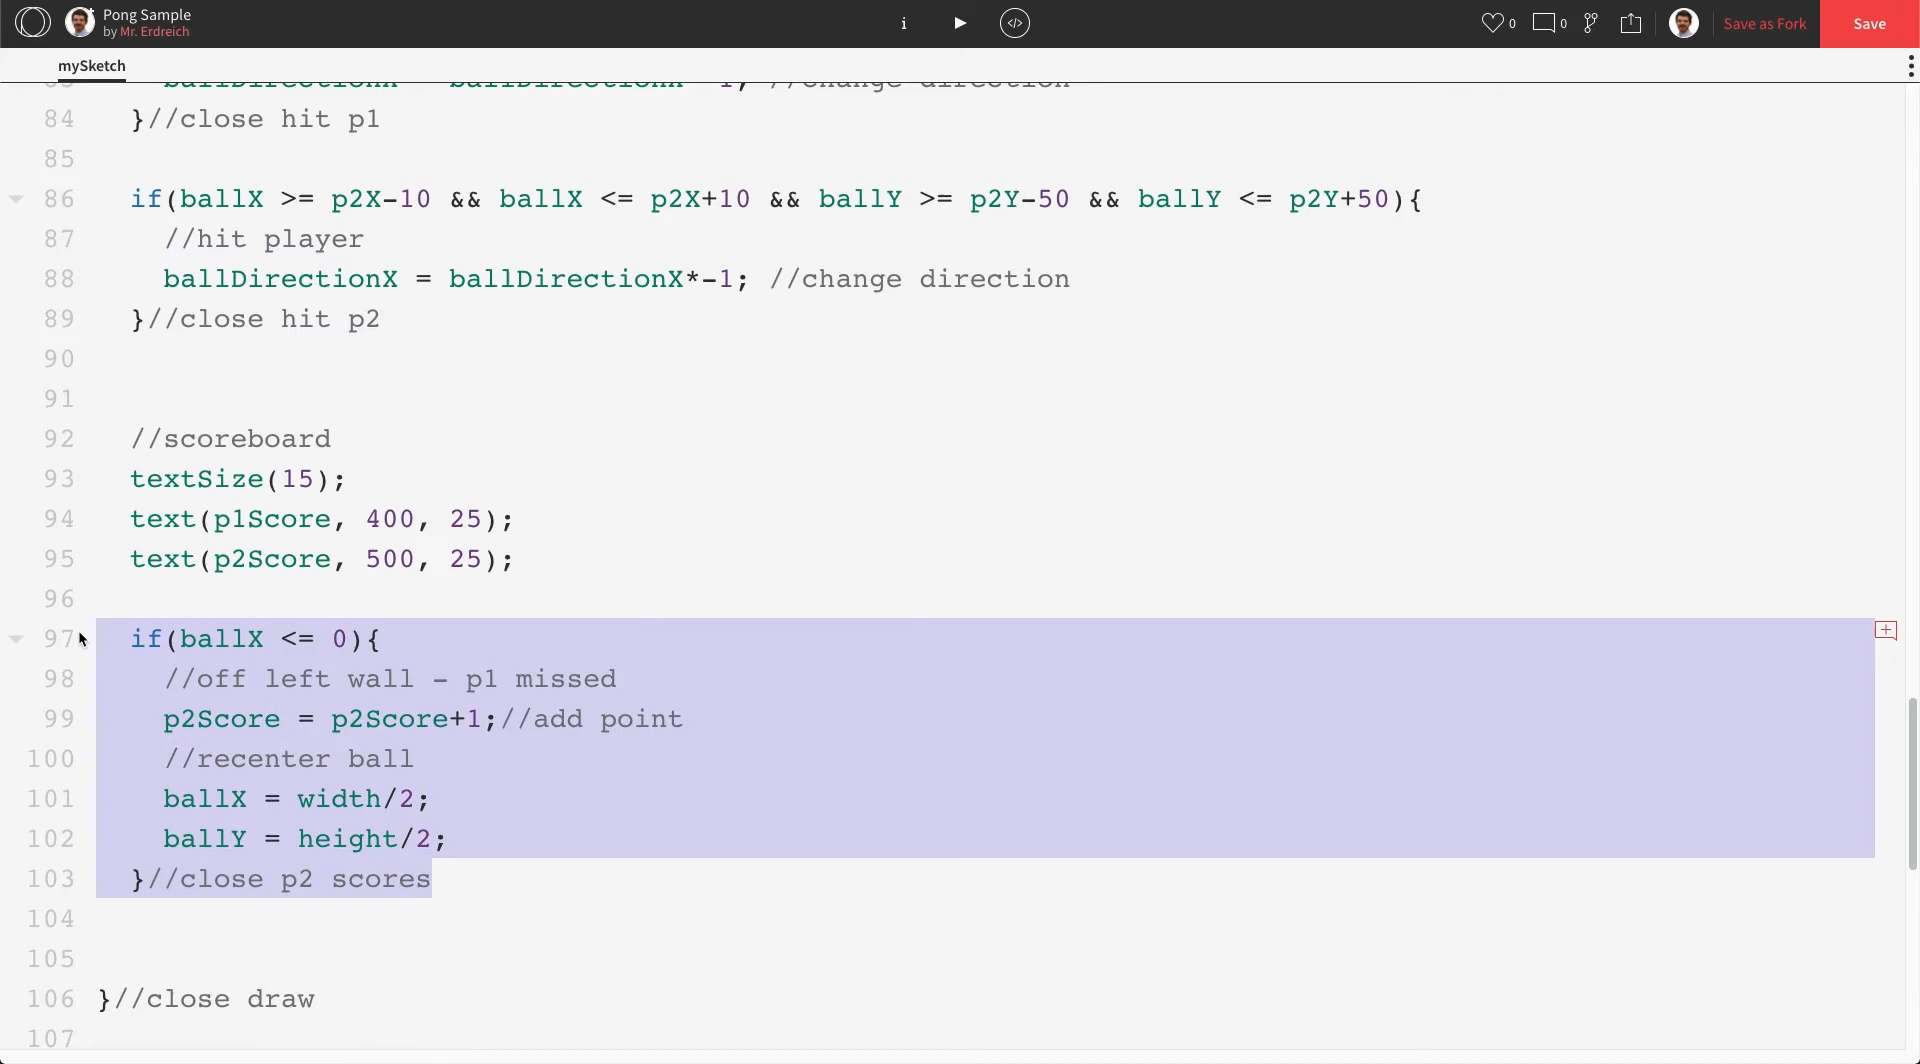 Pong Sample
by Mr. Erdreich
i
</>
0
0
Save as Fork
Save
mySketch
84 }//close hit p1
85
86 if(ballX >= p2X-10 && ballX <= p2X+10 && ballY >= p2Y-50 && ballY <= p2Y+50){
87 //hit player
88 ballDirectionX = ballDirectionX*-1; //change direction
89 }//close hit p2
90
91
92 //scoreboard
93 textSize(15);
94 text(p1Score, 400, 25);
95 text(p2Score, 500, 25);
96
97 if(ballX <= 0){
98 //off left wall - p1 missed
99 p2Score = p2Score+1;//add point
100 //recenter ball
101 ballX = width/2;
102 ballY = height/2;
103 }//close p2 scores
104
105
106 }//close draw
107